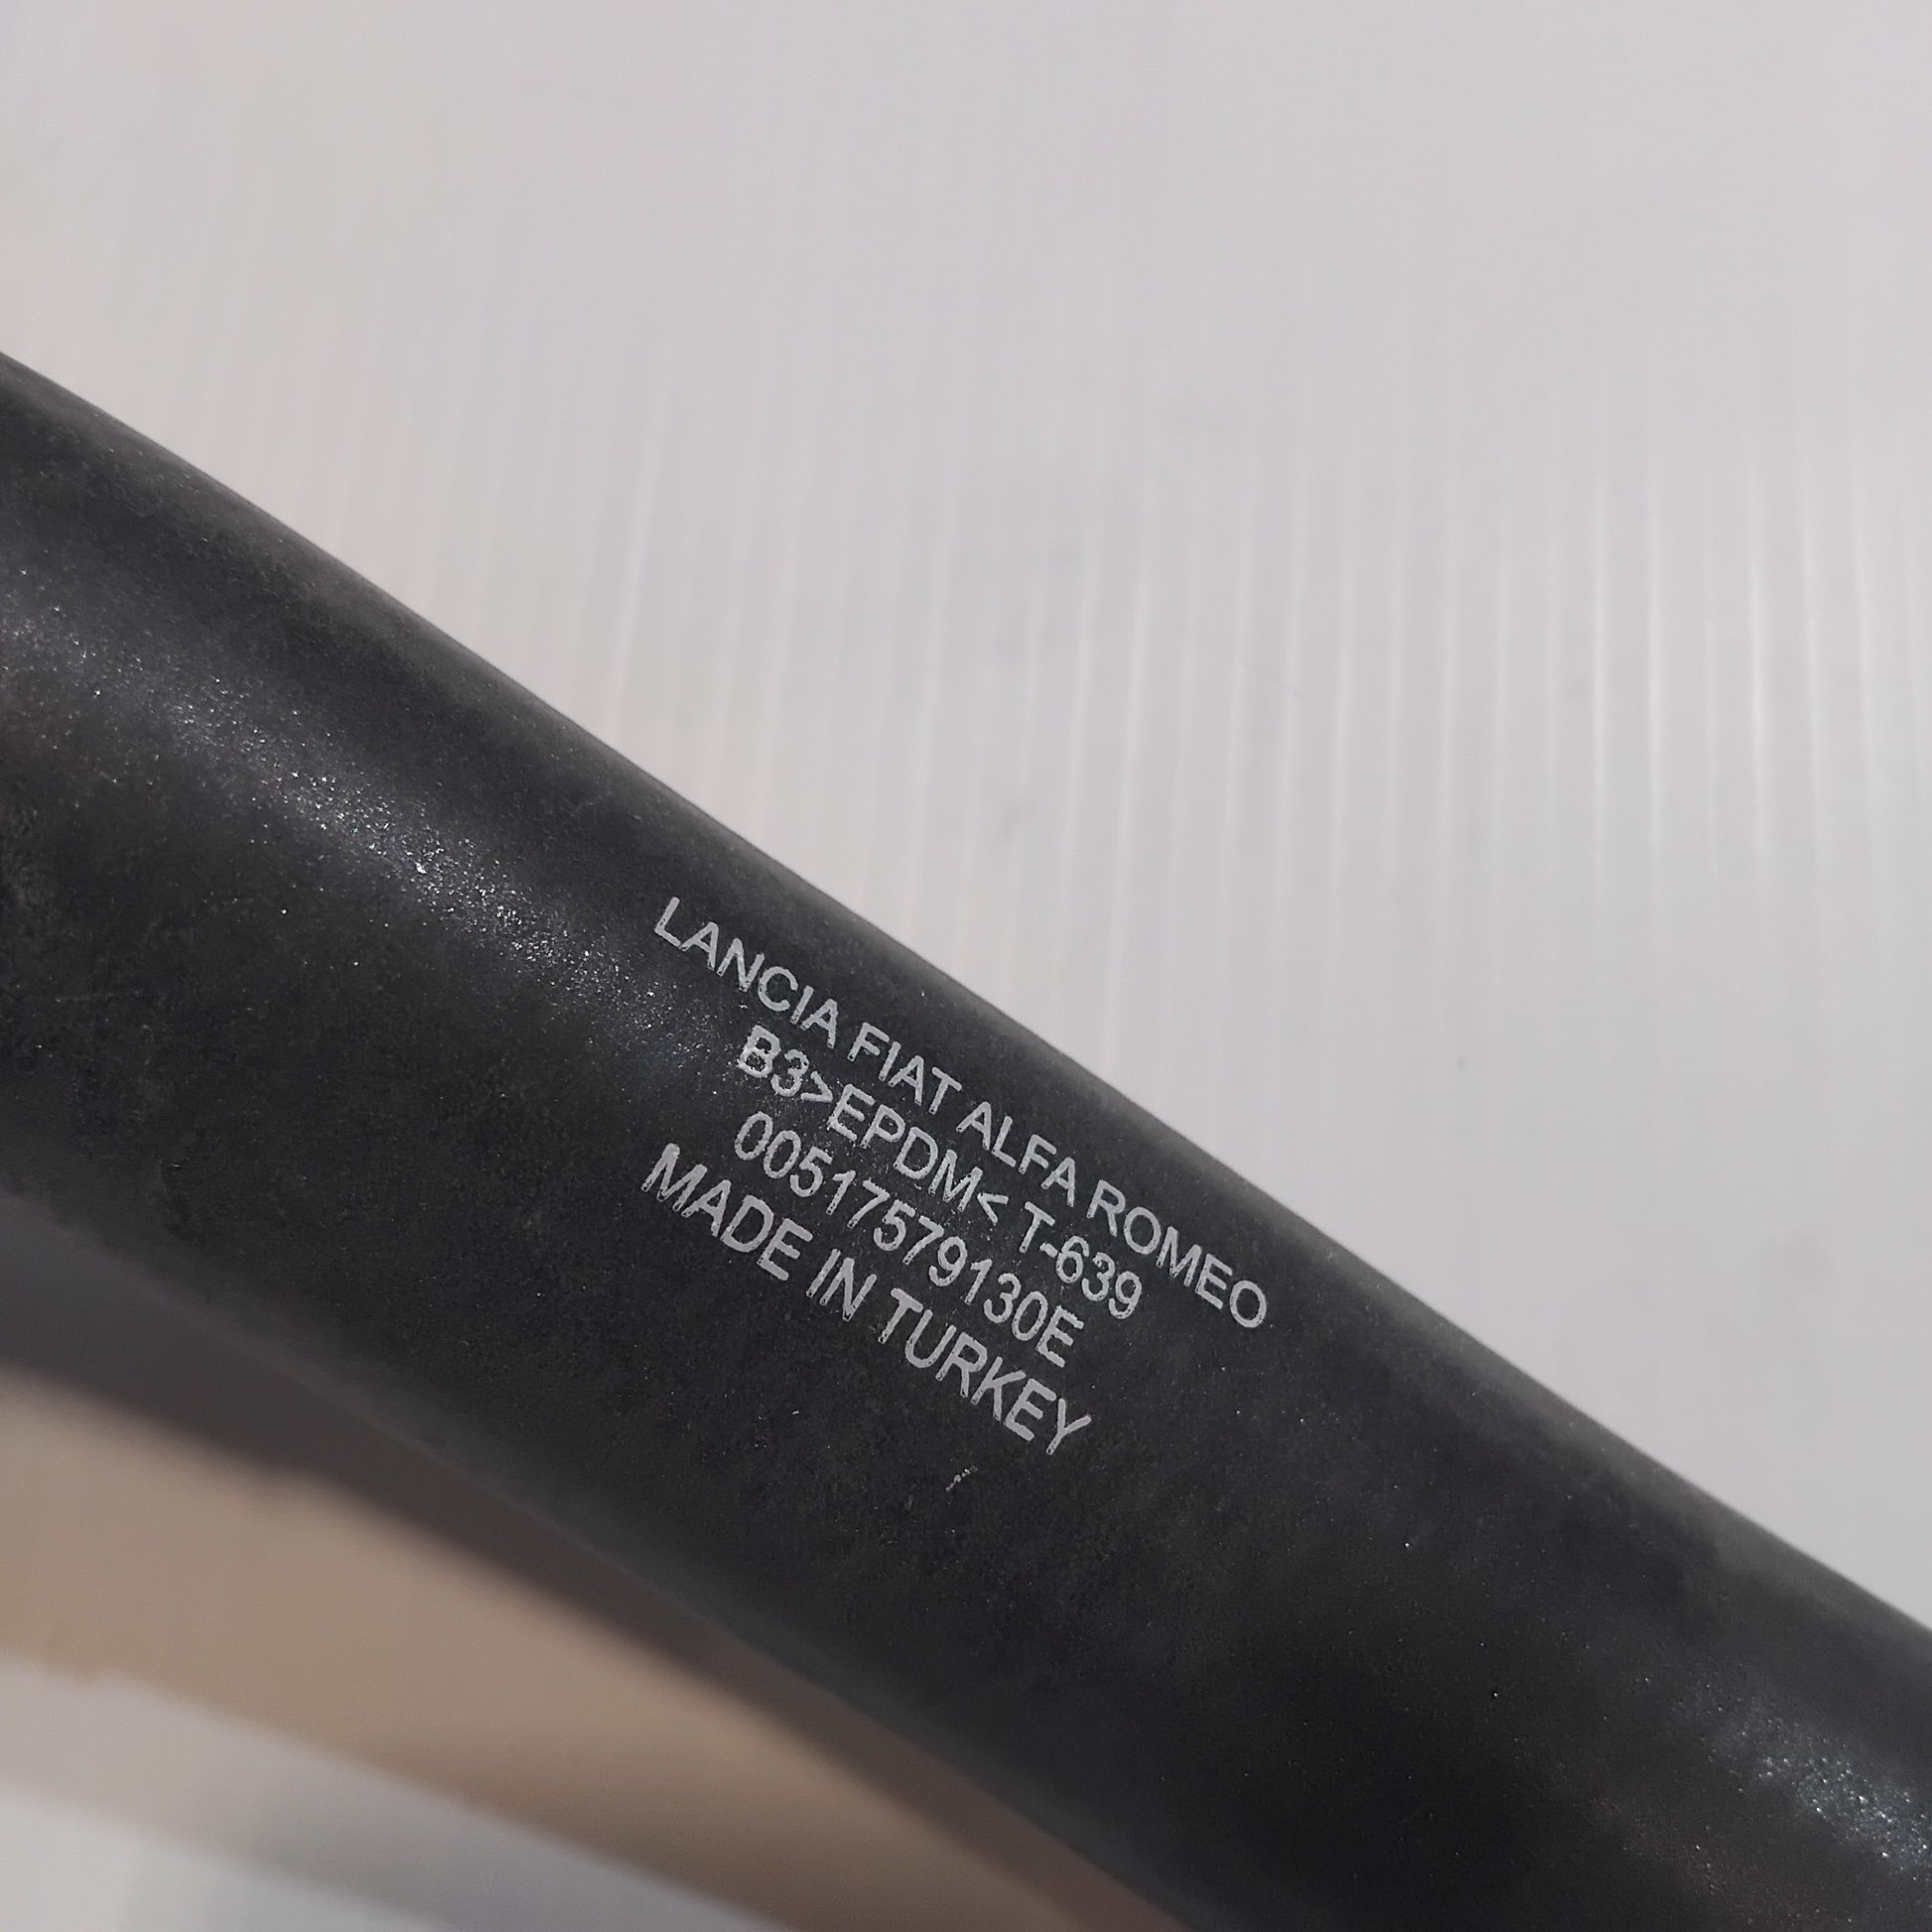 LANCIA FIAT ALFA ROMEO
B3>EPDM< T-639
00517579130E
MADE IN TURKEY